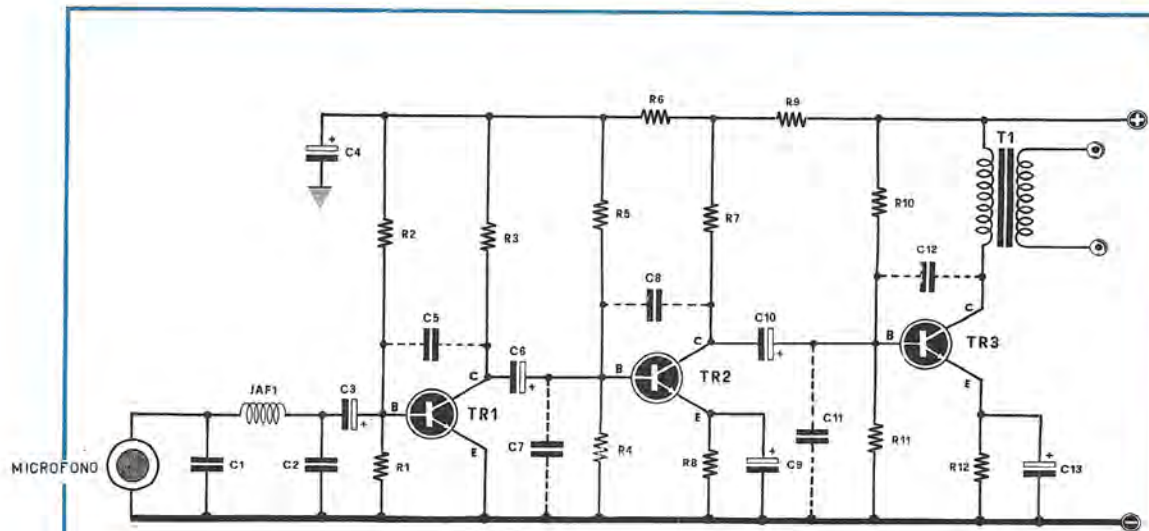 R6
R9
+
T1
C4
R2
R3
R5
R7
R10
C12
C5
C8
C6
C10
B
C
TR3
E
JAF1
C3
B
C
TR1
E
B
C
TR2
E
C11
MICROFONO
C1
C2
R1
C7
R4
R8
C9
R11
R12
C13
+
+
+
+
+
+
-